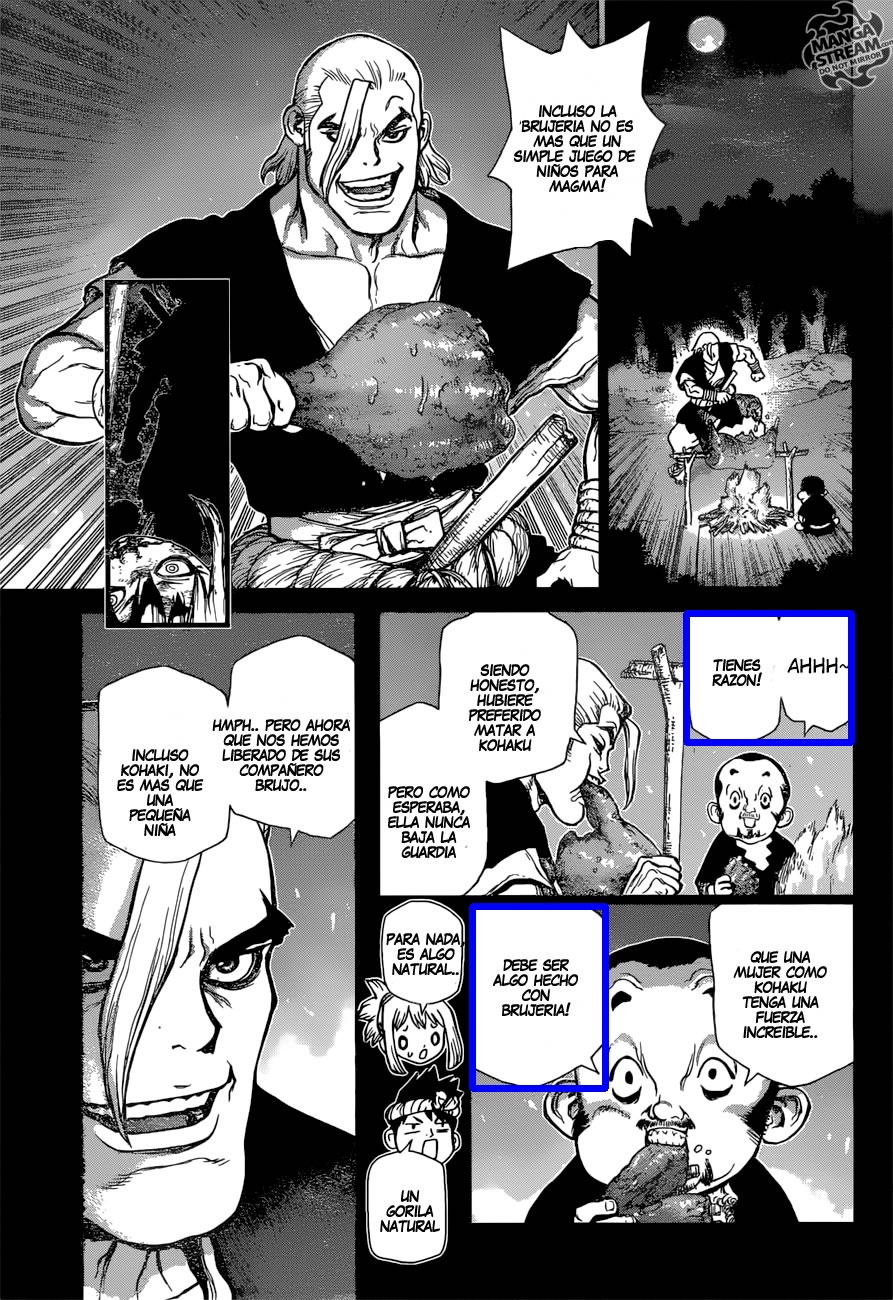 MANGA
STREAM.com
DO NOT MIRROR
INCLUSO LA
'BRUJERIA NO ES
MAS QUE UN
SIMPLE JUEGO DE
NIÑOS PARA
MAGMA!
AHHH~
TIENES
RAZON!
SIENDO
HONESTO,
HUBIERE
PREFERIDO
MATAR A
KOHAKU
PERO COMO
ESPERABA,
ELLA NUNCA
BAJA LA
GUARDIA
HMPH.. PERO AHORA
QUE NOS HEMOS
LIBERADO DE SUS
COMPAÑERO
BRUJO..
INCLUSO
KOHAKI, NO
ES MAS QUE
UNA
PEQUEÑA
NIÑA
QUE UNA
MUJER COMO
KOHAKU
TENGA UNA
FUERZA
INCREIBLE..
DEBE SER
ALGO HECHO
CON
BRUJERIA!
PARA NADA,
ES ALGO
NATURAL..
UN
GORILA
NATURAL